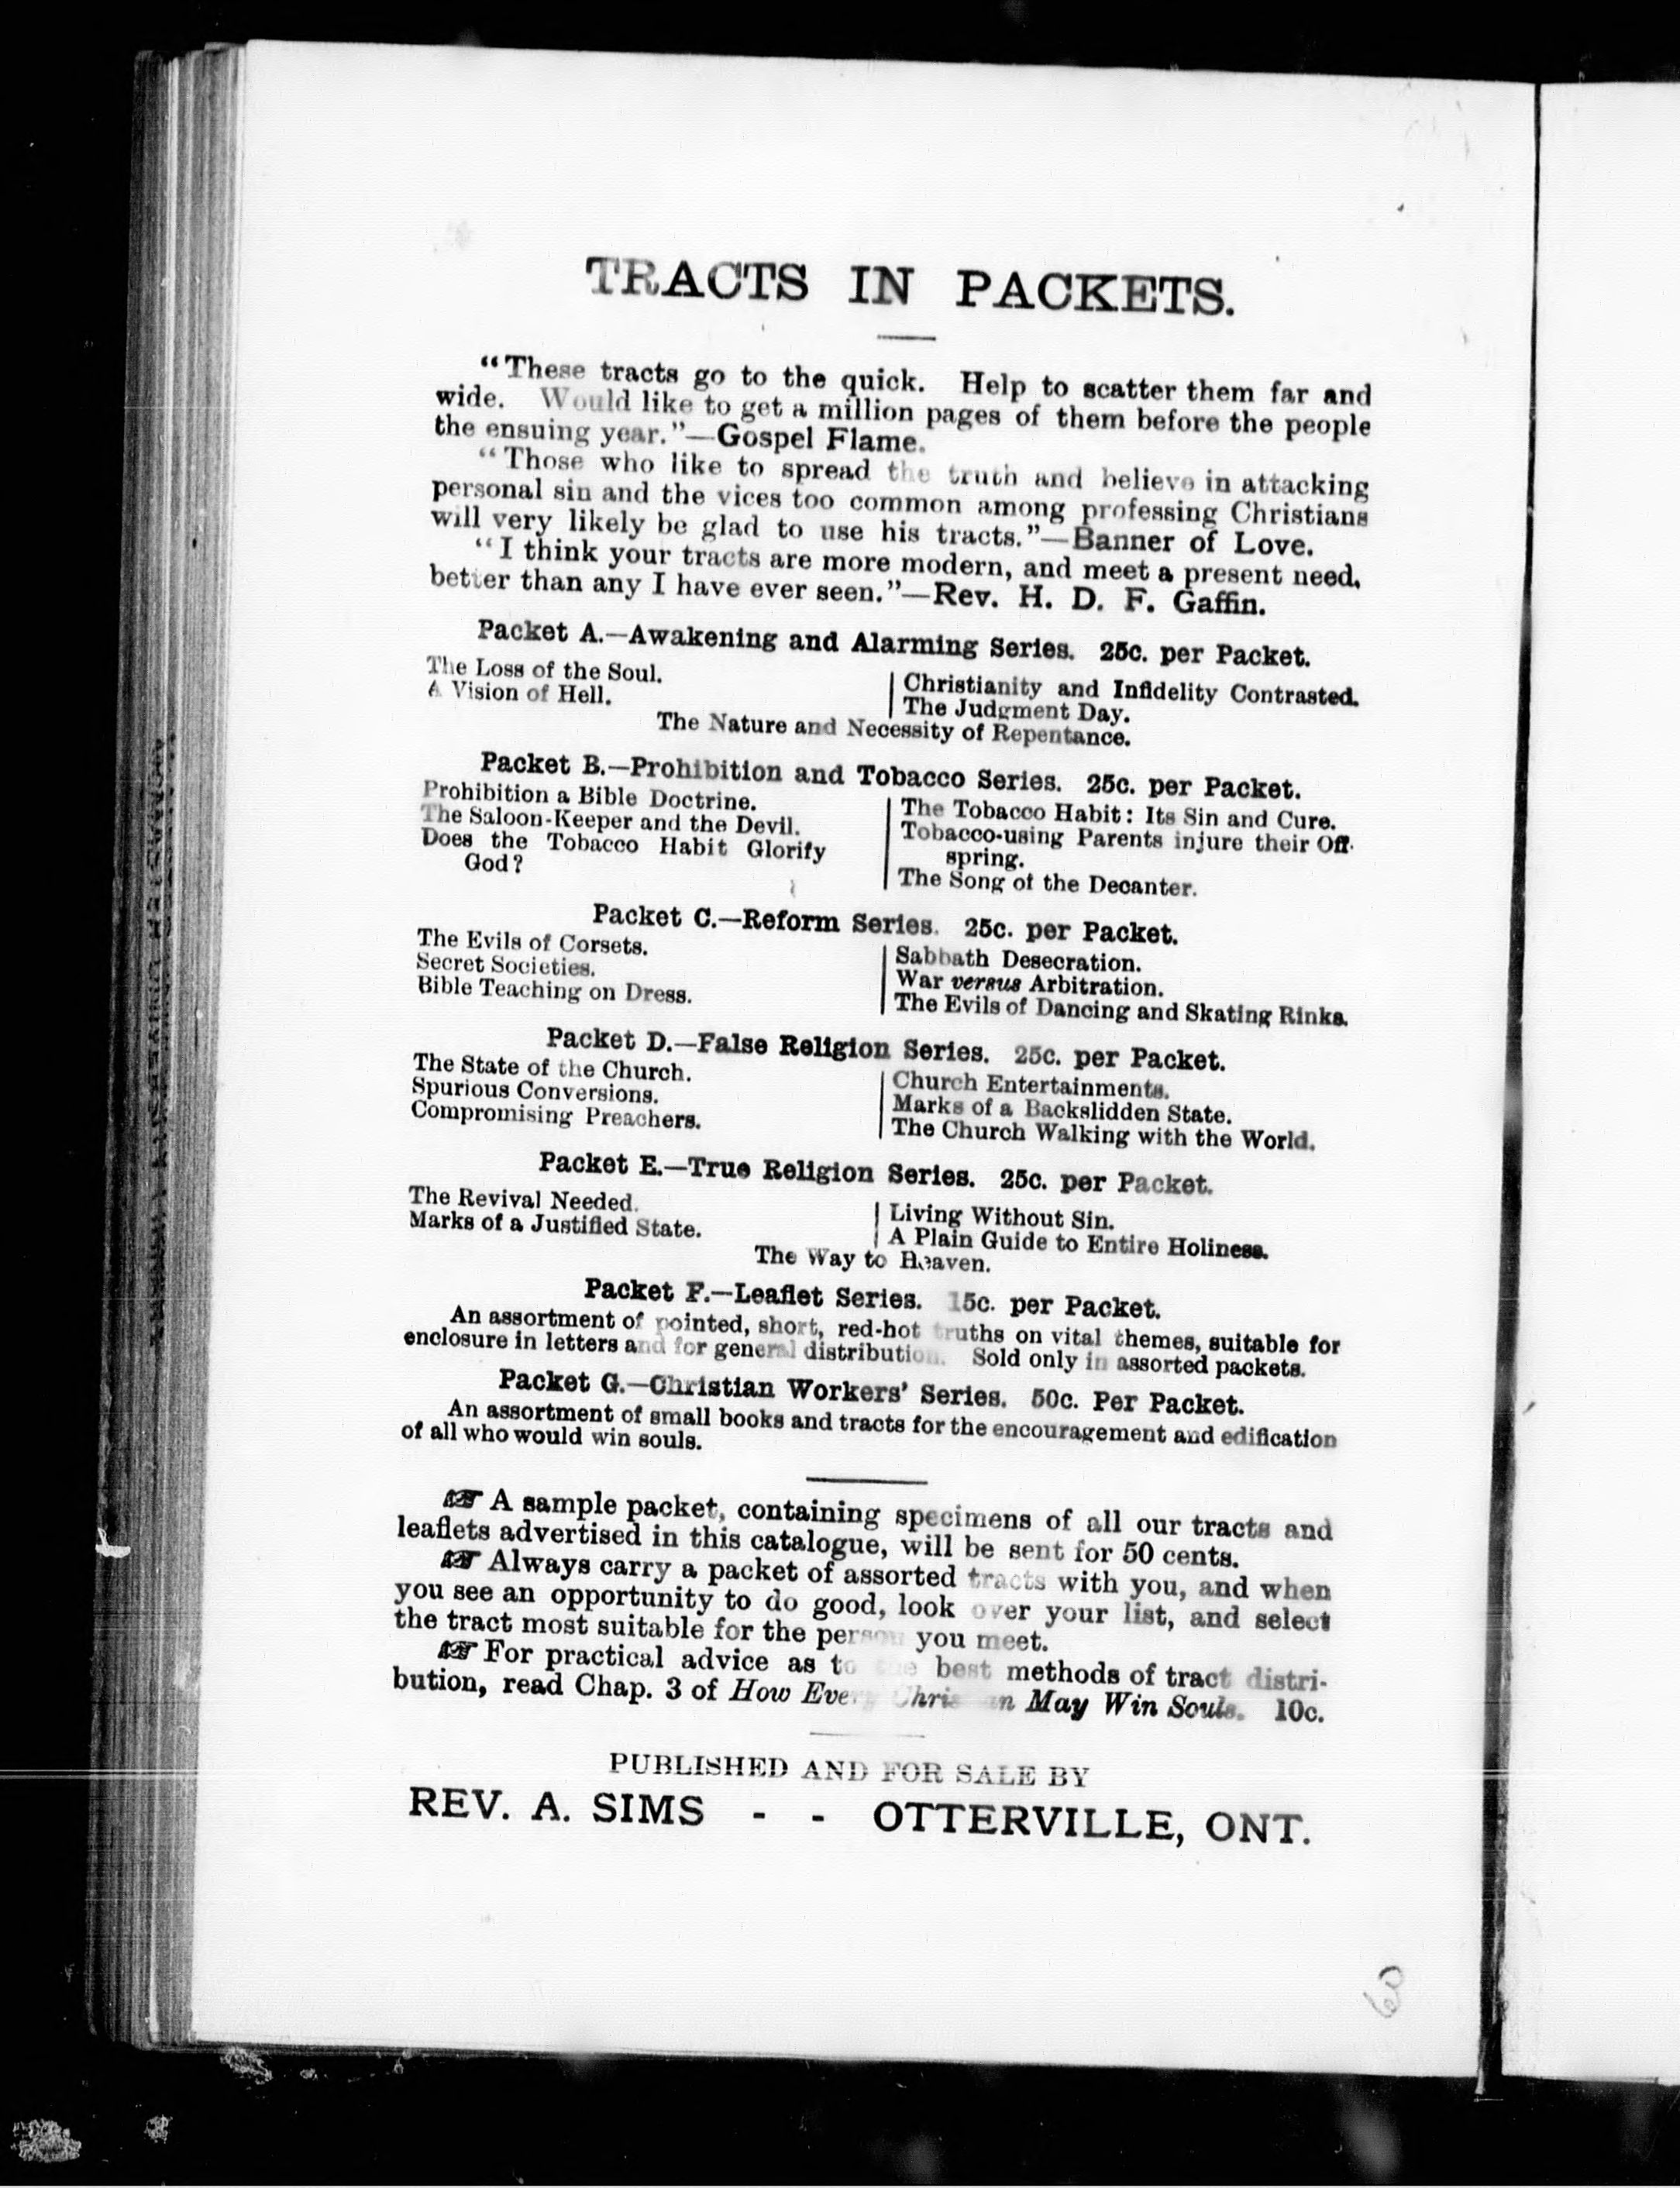 TRACTS IN PACKETS.
“These tracts go to the quick. Help to scatter them far and
wide. Would like to get a million pages of them before the people
the ensuing year.”—Gospel Flame.
“Those who like to spread the truth and believe in attacking
personal sin and the vices too common among professing Christians
will very likely be glad to use his tracts.”—Banner of Love.
“I think your tracts are more modern, and meet a present need,
better than any I have ever seen.”—Rev. H. D. F. Gaffin.
Packet A.—Awakening and Alarming Series. 25c. per Packet.
The Loss of the Soul.
A Vision of Hell.
Christianity and Infidelity Contrasted.
The Judgment Day.
The Nature and Necessity of Repentance.
Packet B.—Prohibition and Tobacco Series. 25c. per Packet.
Prohibition a Bible Doctrine.
The Saloon-Keeper and the Devil.
Does the Tobacco Habit Glorify
God?
The Tobacco Habit: Its Sin and Cure.
Tobacco-using Parents injure their Off-
spring.
The Song of the Decanter.
Packet C.—Reform Series. 25c. per Packet.
The Evils of Corsets.
Secret Societies.
Bible Teaching on Dress.
Sabbath Desecration.
War versus Arbitration.
The Evils of Dancing and Skating Rinks.
Packet D.—False Religion Series. 25c. per Packet.
The State of the Church.
Spurious Conversions.
Compromising Preachers.
Church Entertainments.
Marks of a Backslidden State.
The Church Walking with the World.
Packet E.—True Religion Series. 25c. per Packet.
The Revival Needed.
Marks of a Justified State.
Living Without Sin.
A Plain Guide to Entire Holiness.
The Way to Heaven.
Packet F.—Leaflet Series. 15c. per Packet.
An assortment of pointed, short, red-hot truths on vital themes, suitable for
enclosure in letters and for general distribution. Sold only in assorted packets.
Packet G.—Christian Workers’ Series. 50c. Per Packet.
An assortment of small books and tracts for the encouragement and edification
of all who would win souls.
☞ A sample packet, containing specimens of all our tracts and
leaflets advertised in this catalogue, will be sent for 50 cents.
☞ Always carry a packet of assorted tracts with you, and when
you see an opportunity to do good, look over your list, and select
the tract most suitable for the person you meet.
☞ For practical advice as to the best methods of tract distri-
bution, read Chap. 3 of How Every Christian May Win Souls. 10c.
PUBLISHED AND FOR SALE BY
REV. A. SIMS - - OTTERVILLE, ONT.
60